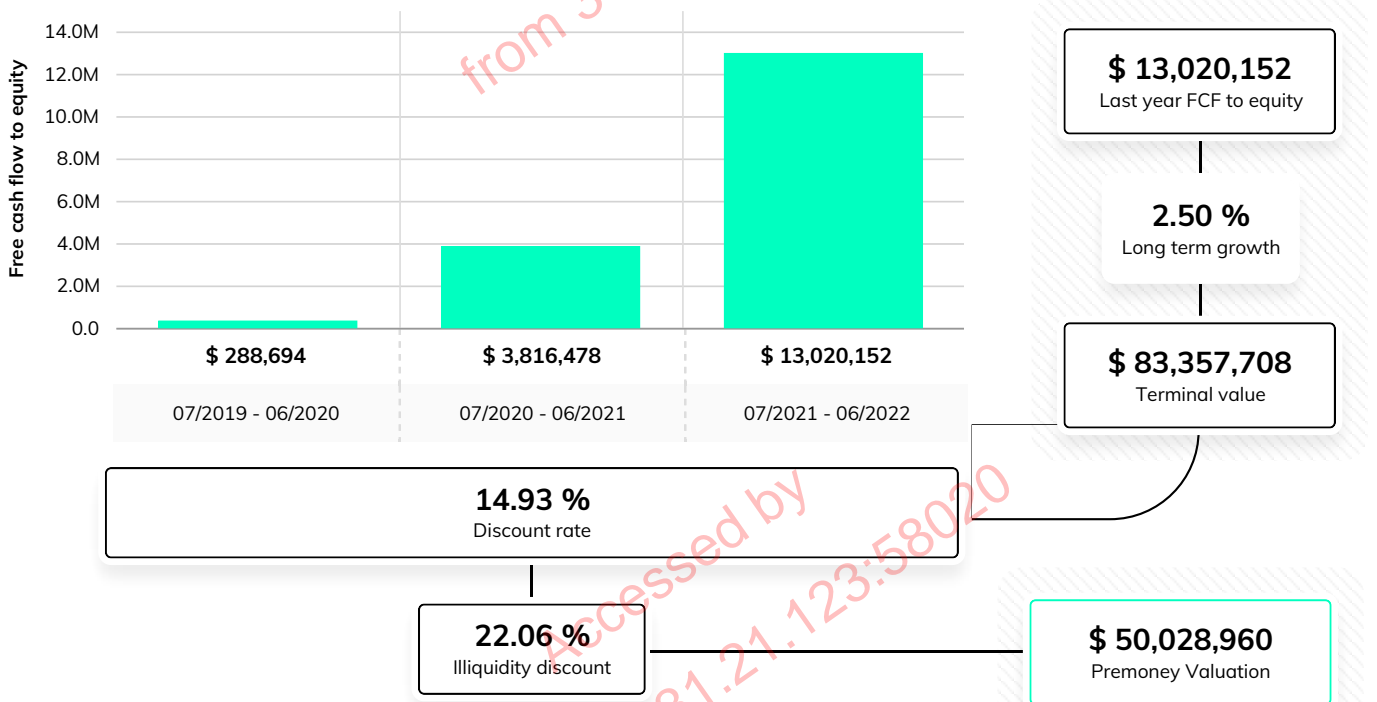 Free cash flow to equity
14.0M
12.0M
10.0M
8.0M
6.0M
4.0M
2.0M
0.0
$ 288,694
$ 3,816,478
$ 13,020,152
07/2019 - 06/2020
07/2020 - 06/2021
07/2021 - 06/2022
$ 13,020,152
Last year FCF to equity
2.50 %
Long term growth
$ 83,357,708
Terminal value
14.93 %
Discount rate
22.06 %
Illiquidity discount
$ 50,028,960
Premoney Valuation
from
Accessed by
31.21.123:58020